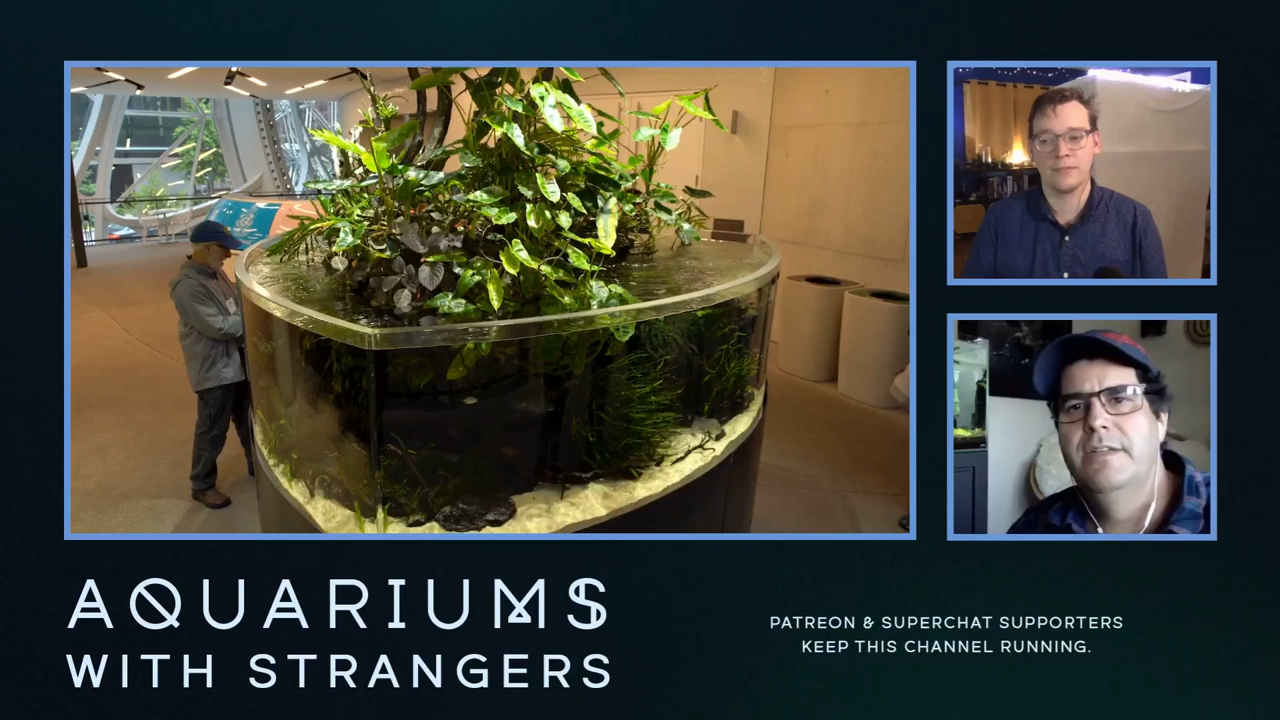 AQUARIUMS
WITH STRANGERS
PATREON & SUPERCHAT SUPPORTERS
KEEP THIS CHANNEL RUNNING.